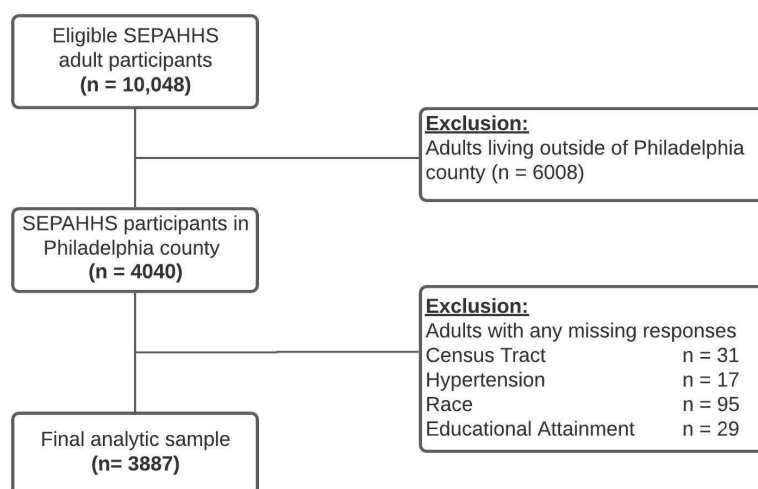 Eligible SEPAHHS
adult participants
(n = 10,048)
Exclusion:
Adults living outside of Philadelphia
county (n = 6008)
SEPAHHS participants in
Philadelphia county
(n = 4040)
Exclusion:
Adults with any missing responses
Census Tract n = 31
Hypertension n = 17
Race n = 95
Educational Attainment n = 29
Final analytic sample
(n= 3887)